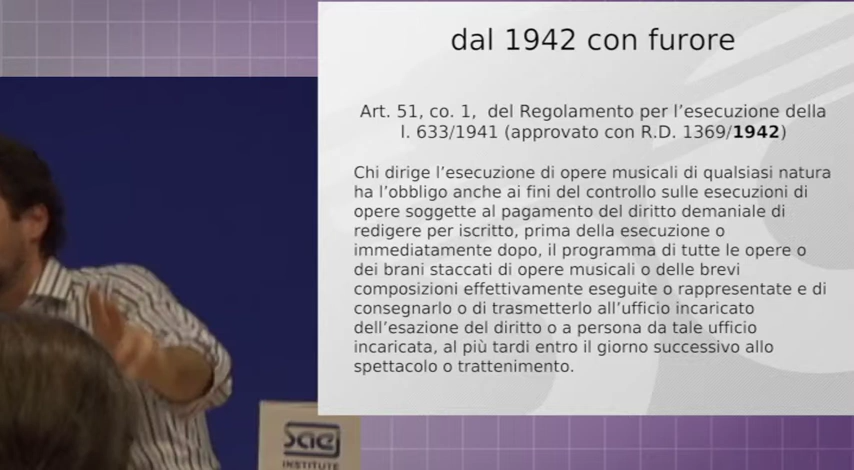 dal 1942 con furore
Art. 51, co. 1, del Regolamento per l’esecuzione della
l. 633/1941 (approvato con R.D. 1369/1942)
Chi dirige l’esecuzione di opere musicali di qualsiasi natura
ha l’obbligo anche ai fini del controllo sulle esecuzioni di
opere soggette al pagamento del diritto demaniale di
redigere per iscritto, prima della esecuzione o
immediatamente dopo, il programma di tutte le opere o
dei brani staccati di opere musicali o delle brevi
composizioni effettivamente eseguite o rappresentate e di
consegnarlo o di trasmetterlo all’ufficio incaricato
dell’esazione del diritto o a persona da tale ufficio
incaricata, al più tardi entro il giorno successivo allo
spettacolo o trattenimento.
sae
INSTITUTE